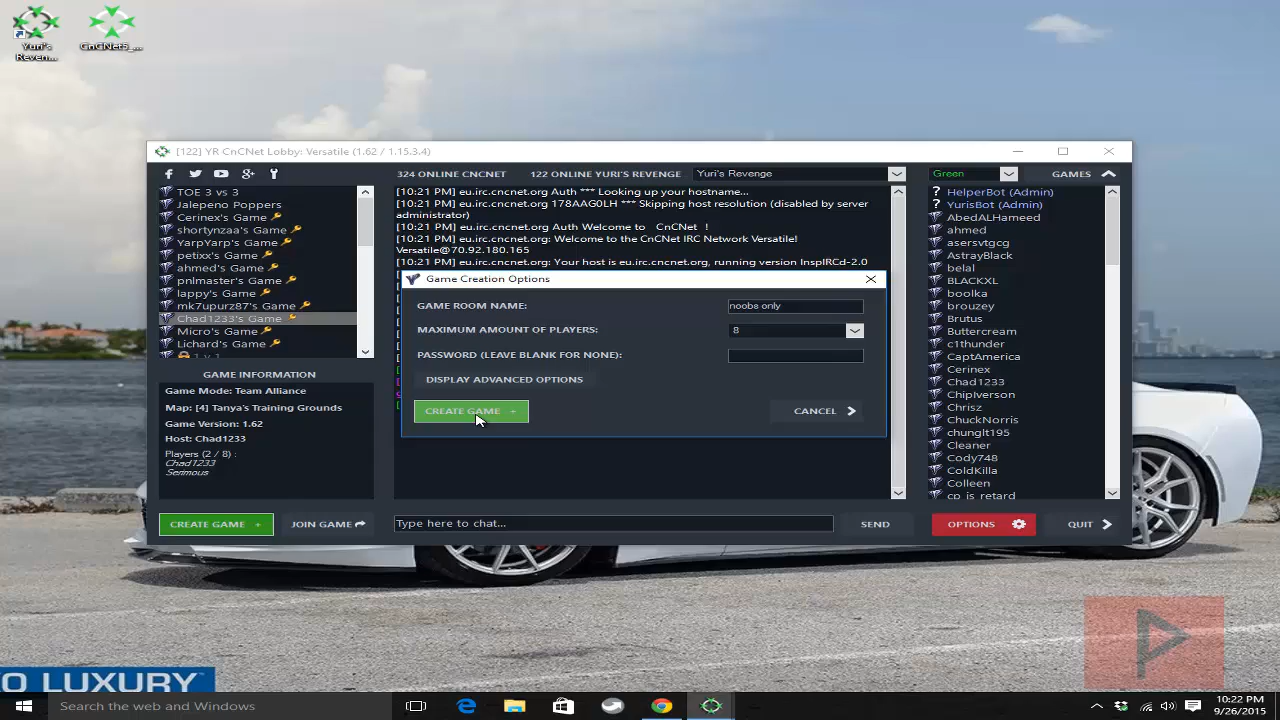 Yuri's
Reven...
CnCNet5_...
[122] YR CnCNet Lobby: Versatile (1.62 / 1.15.3.4)
324 ONLINE CNCNET
122 ONLINE YURI'S REVENGE
Yuri's Revenge
Green
GAMES
TOE 3 vs 3
Jalepeno Poppers
Cerinex's Game
shortynzaa's Game
YarpYarp's Game
petixx's Game
ahmed's Game
pnlmaster's Game
lappy's Game
mk7upurz87's Game
Chad1233's Game
Micro's Game
Lichard's Game
1 v 1
GAME INFORMATION
Game Mode: Team Alliance
Map: [4] Tanya's Training Grounds
Game Version: 1.62
Host: Chad1233
Players (2 / 8) :
Chad1233
Serimous
CREATE GAME +
JOIN GAME
[10:21 PM] eu.irc.cncnet.org Auth *** Looking up your hostname...
[10:21 PM] eu.irc.cncnet.org 178AAG0LH *** Skipping host resolution (disabled by server
administrator)
[10:21 PM] eu.irc.cncnet.org Auth Welcome to CnCNet !
[10:21 PM] eu.irc.cncnet.org: Welcome to the CnCNet IRC Network Versatile!
Versatile@70.92.180.165
[10:21 PM] eu.irc.cncnet.org: Your host is eu.irc.cncnet.org, running version InspIRCd-2.0
Game Creation Options
GAME ROOM NAME:
noobs only
MAXIMUM AMOUNT OF PLAYERS:
8
PASSWORD (LEAVE BLANK FOR NONE):
DISPLAY ADVANCED OPTIONS
CREATE GAME +
CANCEL
Type here to chat...
SEND
? HelperBot (Admin)
? YurisBot (Admin)
AbedALHameed
ahmed
asersvtgcg
AstrayBlack
belal
BLACKXL
boolka
brouzey
Brutus
Buttercream
c1thunder
CaptAmerica
Cerinex
Chad1233
ChipIverson
Chrisz
ChuckNorris
chunglt195
Cleaner
Cody748
ColdKilla
Colleen
cp_is_retard
OPTIONS
QUIT
O LUXURY™
Search the web and Windows
10:22 PM
9/26/2015